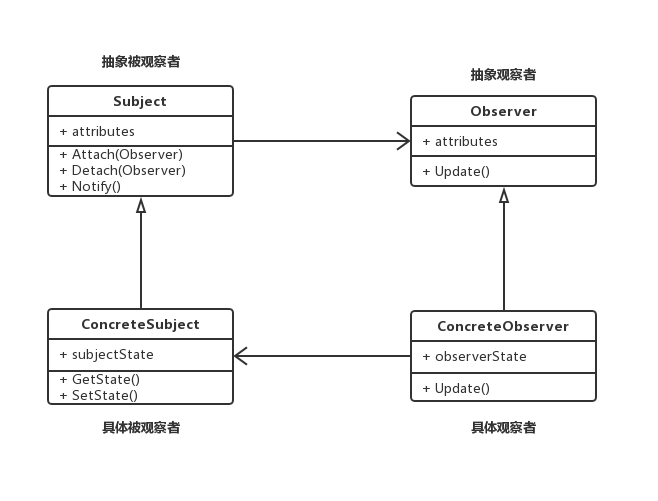 抽象被观察者
Subject
+ attributes
+ Attach(Observer)
+ Detach(Observer)
+ Notify()
抽象观察者
Observer
+ attributes
+ Update()
ConcreteSubject
+ subjectState
+ GetState()
+ SetState()
具体被观察者
ConcreteObserver
+ observerState
+ Update()
具体观察者